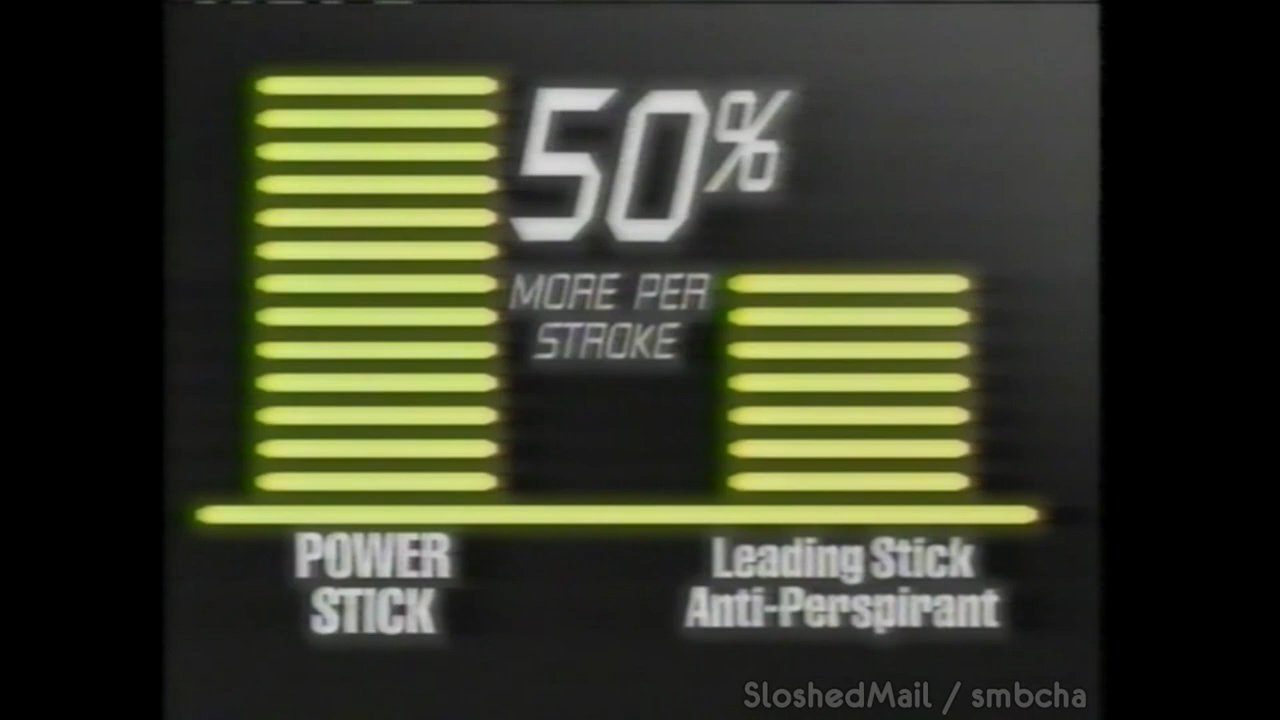 50%
MORE PER
STROKE
POWER
STICK
Leading Stick
Anti-Perspirant
SloshedMail / smbcha